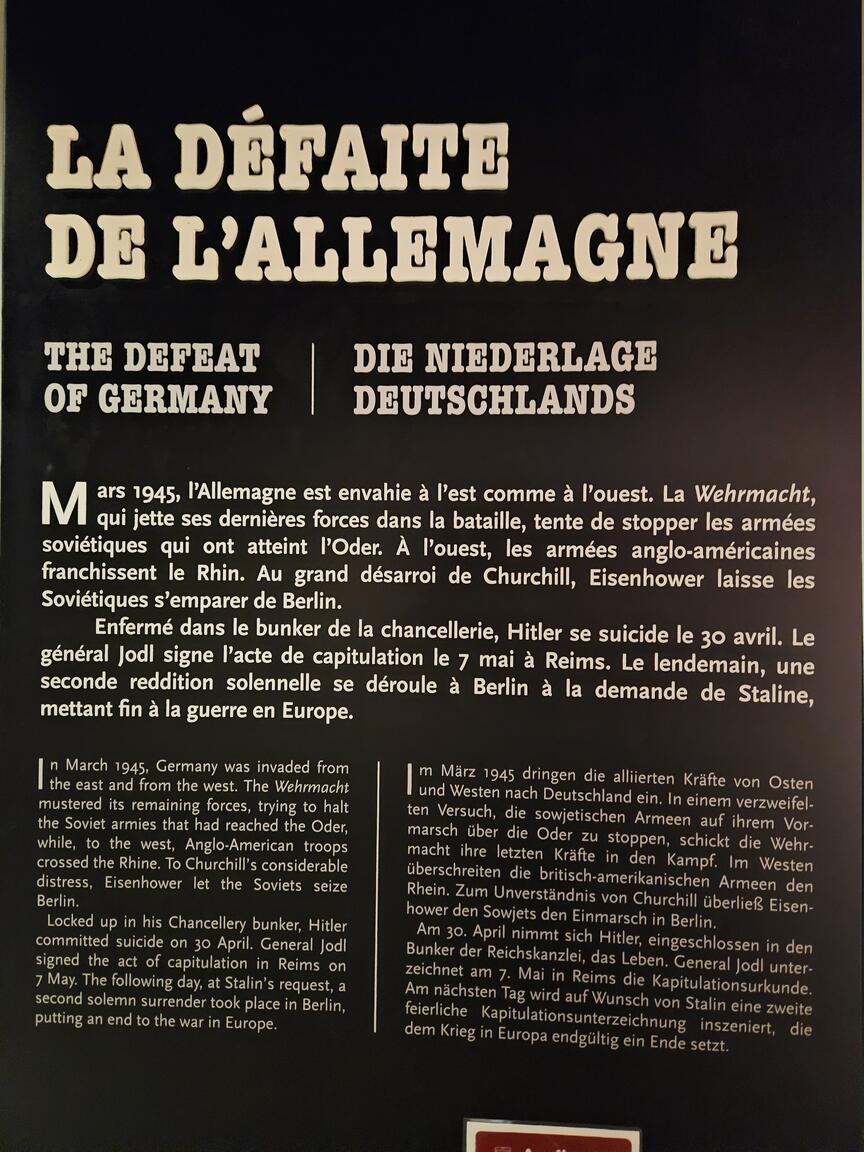 LA DÉFAITE
DE L'ALLEMAGNE
THE DEFEAT
OF GERMANY
DIE NIEDERLAGE
DEUTSCHLANDS
Mars 1945, l'Allemagne est envahie à l'est comme à l'ouest. La Wehrmacht,
qui jette ses dernières forces dans la bataille, tente de stopper les armées
soviétiques qui ont atteint l'Oder. À l'ouest, les armées anglo-américaines
franchissent le Rhin. Au grand désarroi de Churchill, Eisenhower laisse les
Soviétiques s'emparer de Berlin.
Enfermé dans le bunker de la chancellerie, Hitler se suicide le 30 avril. Le
général Jodl signe l'acte de capitulation le 7 mai à Reims. Le lendemain, une
seconde reddition solennelle se déroule à Berlin à la demande de Staline,
mettant fin à la guerre en Europe.
In March 1945, Germany was invaded from
the east and from the west. The Wehrmacht
mustered its remaining forces, trying to halt
the Soviet armies that had reached the Oder,
while, to the west, Anglo-American troops
crossed the Rhine. To Churchill's considerable
distress, Eisenhower let the Soviets seize
Berlin.
Locked up in his Chancellery bunker, Hitler
committed suicide on 30 April. General Jodl
signed the act of capitulation in Reims on
7 May. The following day, at Stalin's request, a
second solemn surrender took place in Berlin,
putting an end to the war in Europe.
Im März 1945 dringen die alliierten Kräfte von Osten
und Westen nach Deutschland ein. In einem verzweifel-
ten Versuch, die sowjetischen Armeen auf ihrem Vor-
marsch über die Oder zu stoppen, schickt die Wehr-
macht ihre letzten Kräfte in den Kampf. Im Westen
überschreiten die britisch-amerikanischen Armeen den
Rhein. Zum Unverständnis von Churchill überließ Eisen-
hower den Sowjets den Einmarsch in Berlin.
Am 30. April nimmt sich Hitler, eingeschlossen in den
Bunker der Reichskanzlei, das Leben. General Jodl unter-
zeichnet am 7. Mai in Reims die Kapitulationsurkunde.
Am nächsten Tag wird auf Wunsch von Stalin eine zweite
feierliche Kapitulationsunterzeichnung inszeniert, die
dem Krieg in Europa endgültig ein Ende setzt.